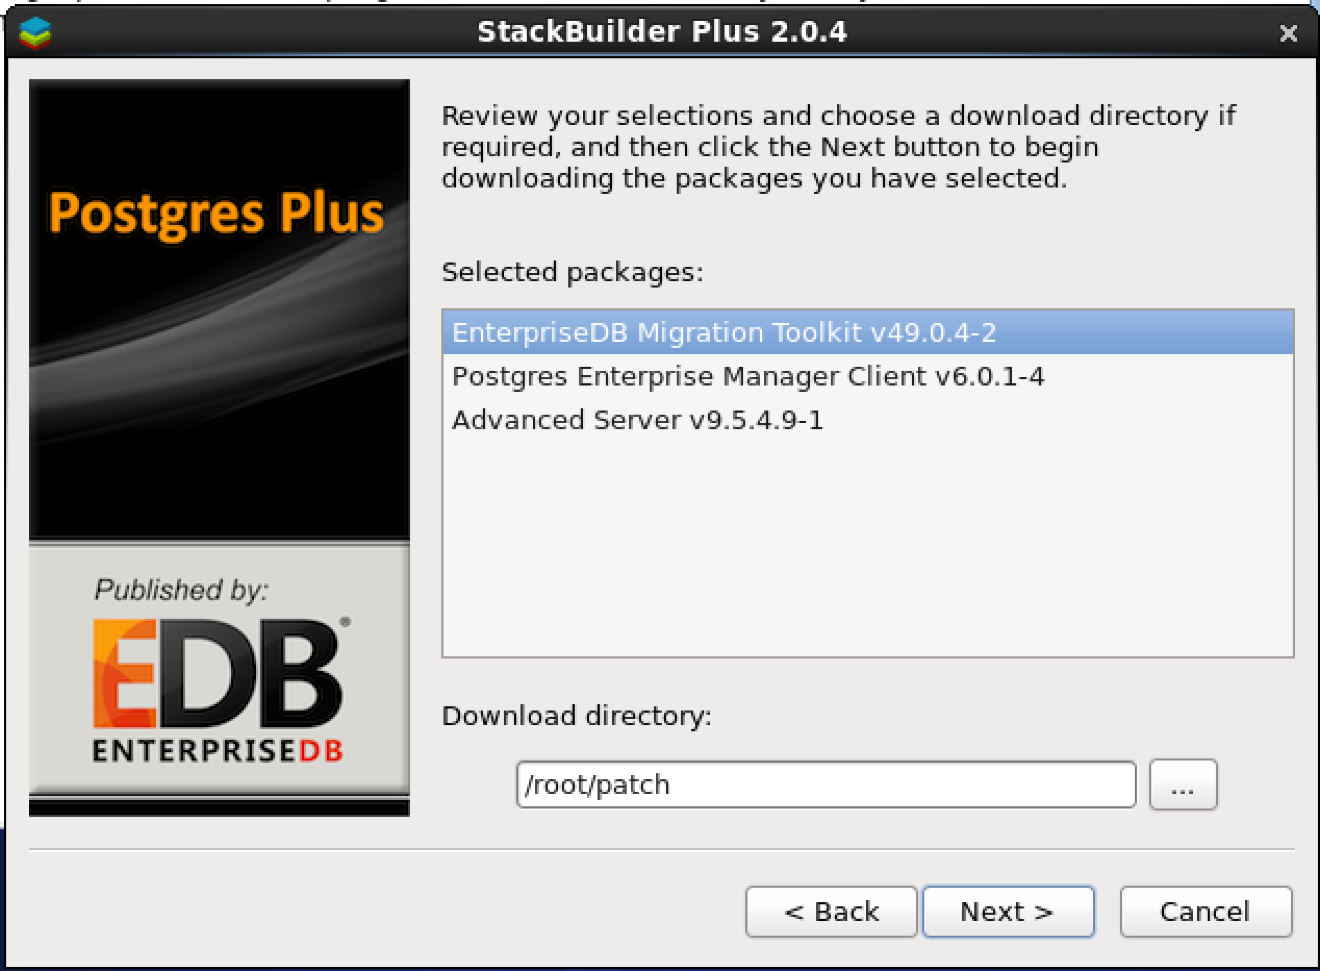 StackBuilder Plus 2.0.4
Postgres Plus
Published by:
EDB®
ENTERPRISEDB
Review your selections and choose a download directory if
required, and then click the Next button to begin
downloading the packages you have selected.
Selected packages:
EnterpriseDB Migration Toolkit v49.0.4-2
Postgres Enterprise Manager Client v6.0.1-4
Advanced Server v9.5.4.9-1
Download directory:
/root/patch
...
< Back
Next >
Cancel